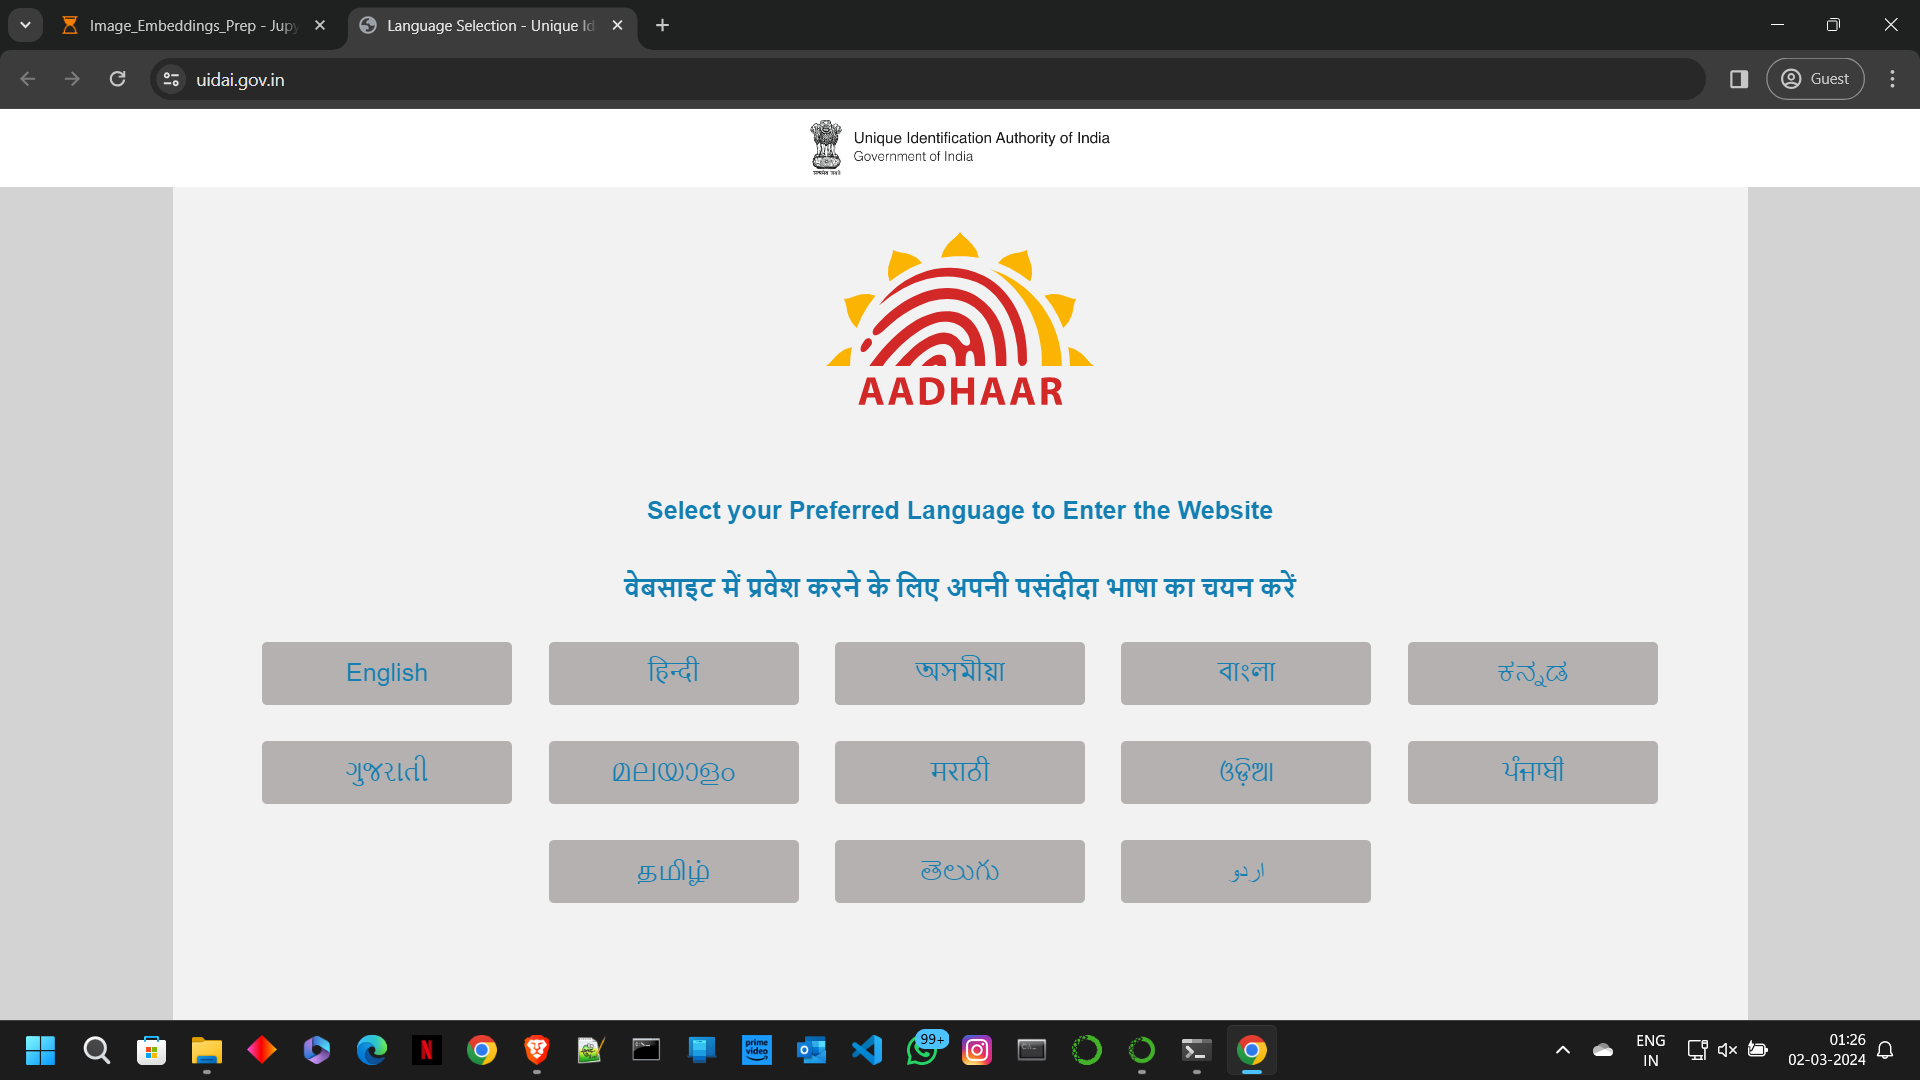 Image_Embeddings_Prep - Jupy
Language Selection - Unique Id
uidai.gov.in
Guest
Unique Identification Authority of India
Government of India
AADHAAR
Select your Preferred Language to Enter the Website
वेबसाइट में प्रवेश करने के लिए अपनी पसंदीदा भाषा का चयन करें
English
हिन्दी
অসমীয়া
বাংলা
ಕನ್ನಡ
ગુજરાતી
മലയാളം
मराठी
ଓଡ଼ିଆ
ਪੰਜਾਬੀ
தமிழ்
తెలుగు
اردو
prime video
99+
ENG
IN
01:26
02-03-2024